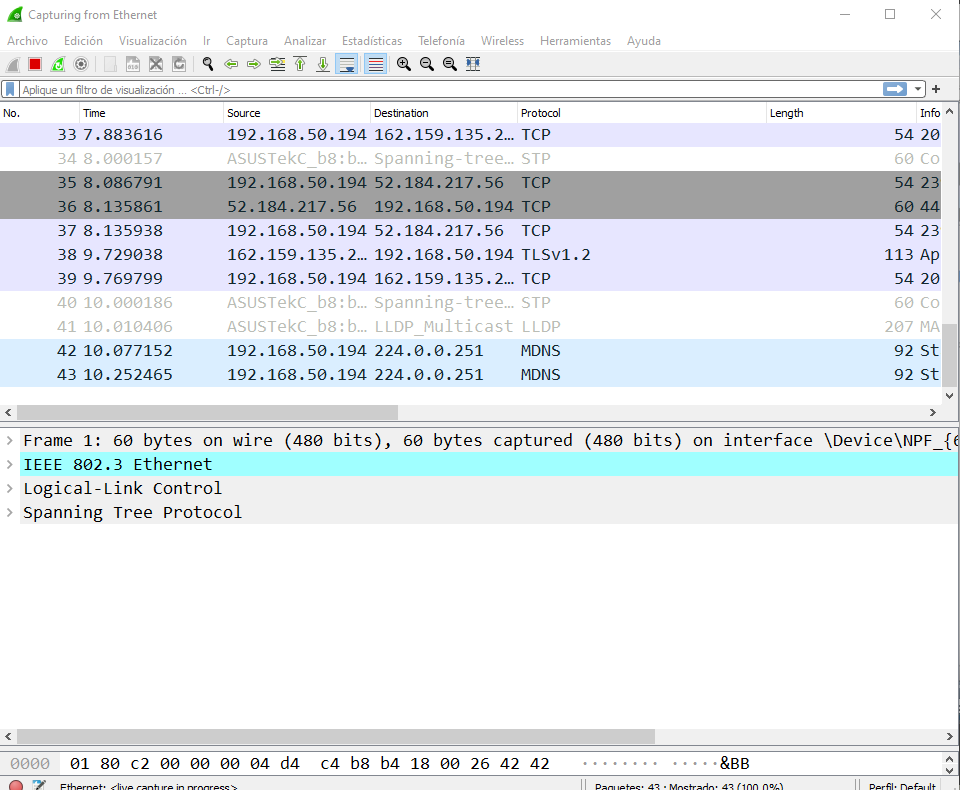 Capturing from Ethernet
Archivo Edición Visualización Ir Captura Analizar Estadísticas Telefonía Wireless Herramientas Ayuda
Aplique un filtro de visualización ... <Ctrl-/>
No. Time Source Destination Protocol Length Info
33 7.883616 192.168.50.194 162.159.135.2… TCP 54 20
34 8.000157 ASUSTekC_b8:b… Spanning-tree… STP 60 Co
35 8.086791 192.168.50.194 52.184.217.56 TCP 54 23
36 8.135861 52.184.217.56 192.168.50.194 TCP 60 44
37 8.135938 192.168.50.194 52.184.217.56 TCP 54 23
38 9.729038 162.159.135.2… 192.168.50.194 TLSv1.2 113 Ap
39 9.769799 192.168.50.194 162.159.135.2… TCP 54 20
40 10.000186 ASUSTekC_b8:b… Spanning-tree… STP 60 Co
41 10.010406 ASUSTekC_b8:b… LLDP_Multicast LLDP 207 MA
42 10.077152 192.168.50.194 224.0.0.251 MDNS 92 St
43 10.252465 192.168.50.194 224.0.0.251 MDNS 92 St
Frame 1: 60 bytes on wire (480 bits), 60 bytes captured (480 bits) on interface \Device\NPF_{6
IEEE 802.3 Ethernet
Logical-Link Control
Spanning Tree Protocol
0000 01 80 c2 00 00 00 04 d4 c4 b8 b4 18 00 26 42 42 ········ ·····&BB
Ethernet: <live capture in progress> Paquetes: 43 · Mostrado: 43 (100.0%) Perfil: Default